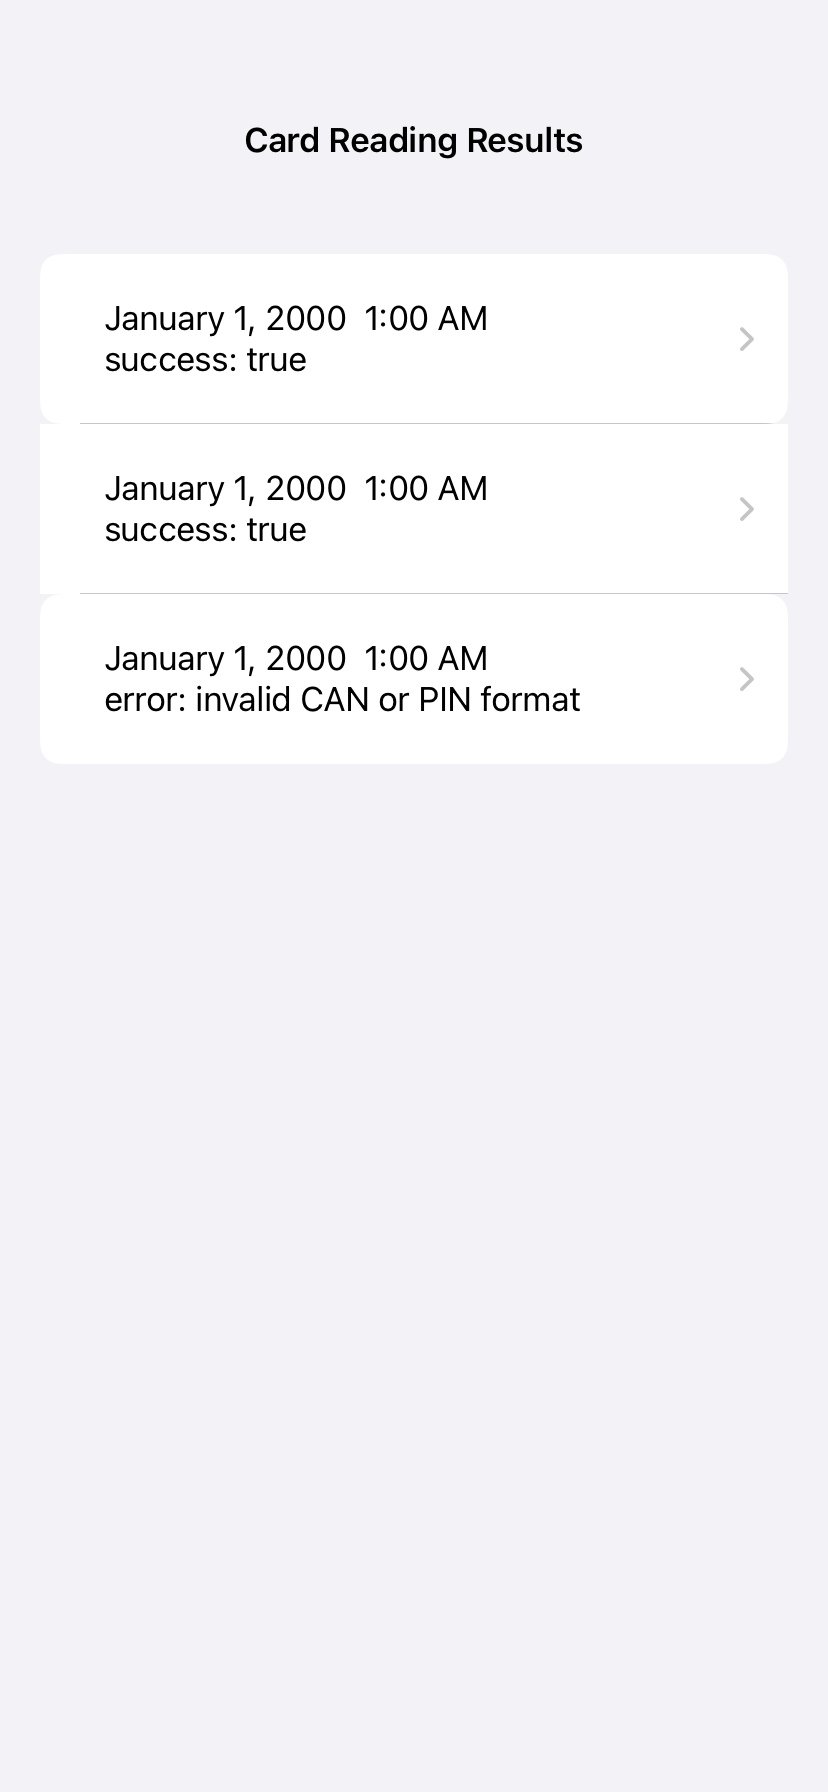 Card Reading Results
January 1, 2000  1:00 AM
success: true
January 1, 2000  1:00 AM
success: true
January 1, 2000  1:00 AM
error: invalid CAN or PIN format